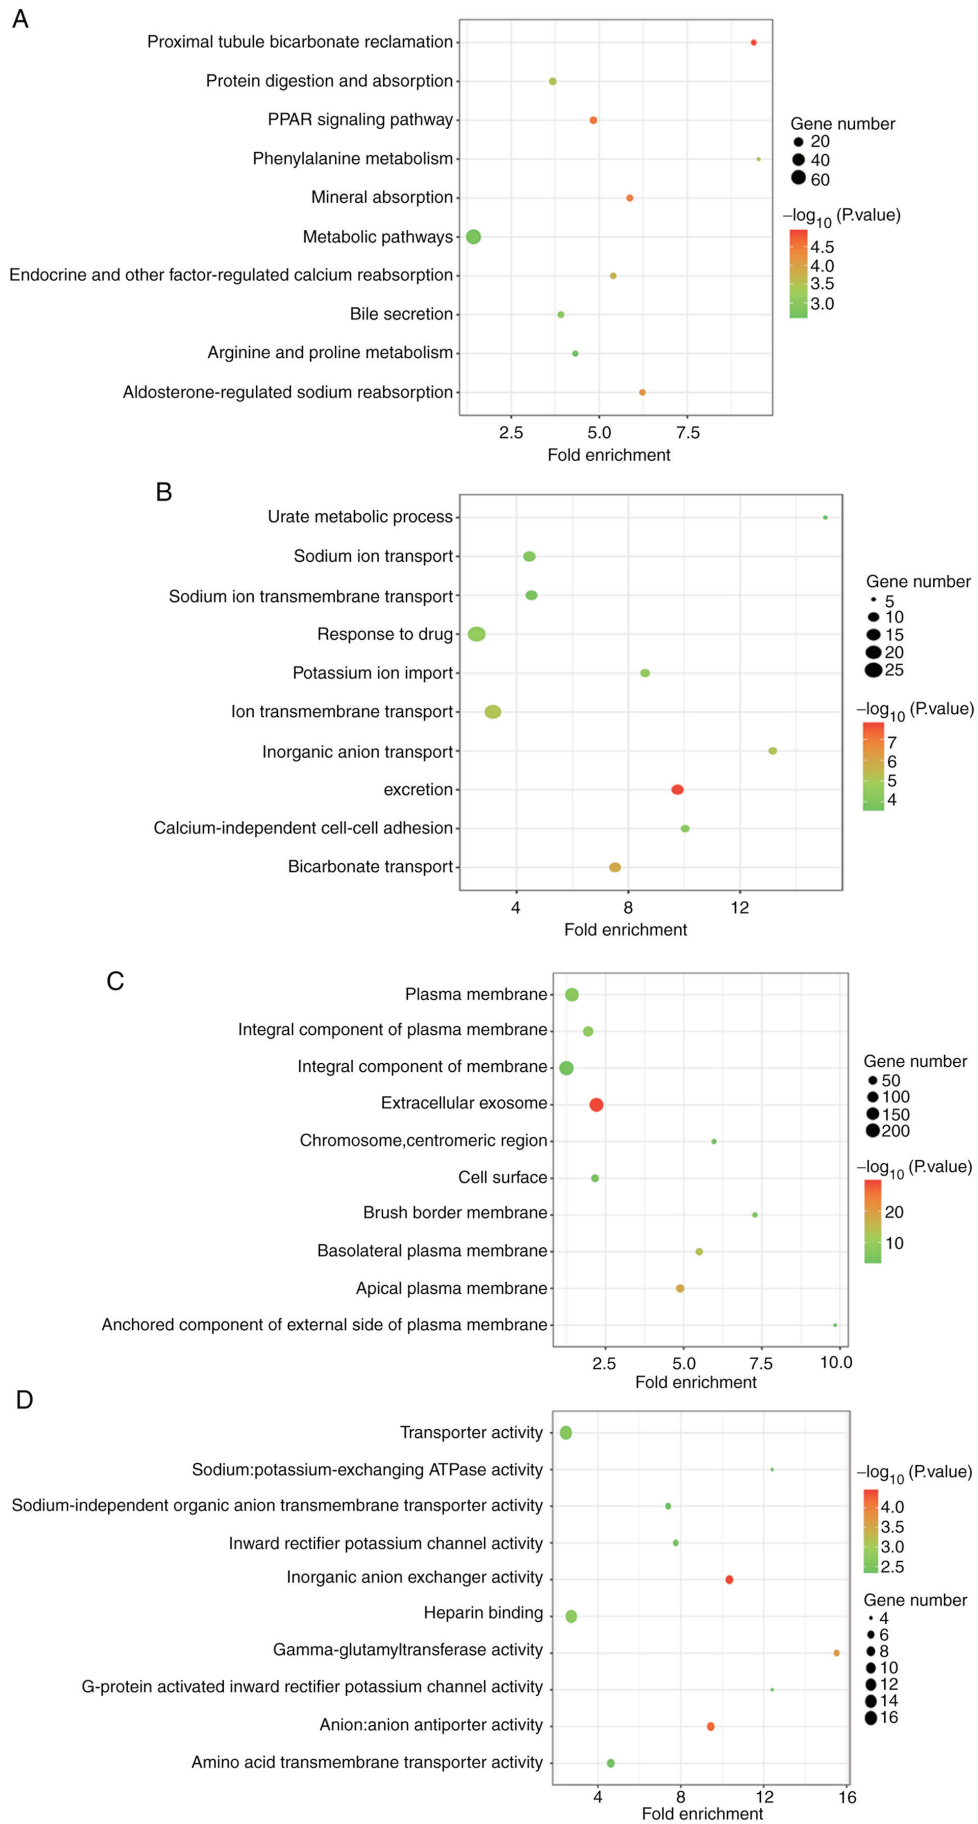 A
Proximal tubule bicarbonate reclamation
Protein digestion and absorption
PPAR signaling pathway
Phenylalanine metabolism
Mineral absorption
Metabolic pathways
Endocrine and other factor-regulated calcium reabsorption
Bile secretion
Arginine and proline metabolism
Aldosterone-regulated sodium reabsorption
2.5 5.0 7.5
Fold enrichment
Gene number
20
40
60
−log10 (P.value)
4.5
4.0
3.5
3.0
B
Urate metabolic process
Sodium ion transport
Sodium ion transmembrane transport
Response to drug
Potassium ion import
Ion transmembrane transport
Inorganic anion transport
excretion
Calcium-independent cell-cell adhesion
Bicarbonate transport
4 8 12
Fold enrichment
Gene number
5
10
15
20
25
−log10 (P.value)
7
6
5
4
C
Plasma membrane
Integral component of plasma membrane
Integral component of membrane
Extracellular exosome
Chromosome,centromeric region
Cell surface
Brush border membrane
Basolateral plasma membrane
Apical plasma membrane
Anchored component of external side of plasma membrane
2.5 5.0 7.5 10.0
Fold enrichment
Gene number
50
100
150
200
−log10 (P.value)
20
10
D
Transporter activity
Sodium:potassium-exchanging ATPase activity
Sodium-independent organic anion transmembrane transporter activity
Inward rectifier potassium channel activity
Inorganic anion exchanger activity
Heparin binding
Gamma-glutamyltransferase activity
G-protein activated inward rectifier potassium channel activity
Anion:anion antiporter activity
Amino acid transmembrane transporter activity
4 8 12 16
Fold enrichment
−log10 (P.value)
4.0
3.5
3.0
2.5
Gene number
4
6
8
10
12
14
16